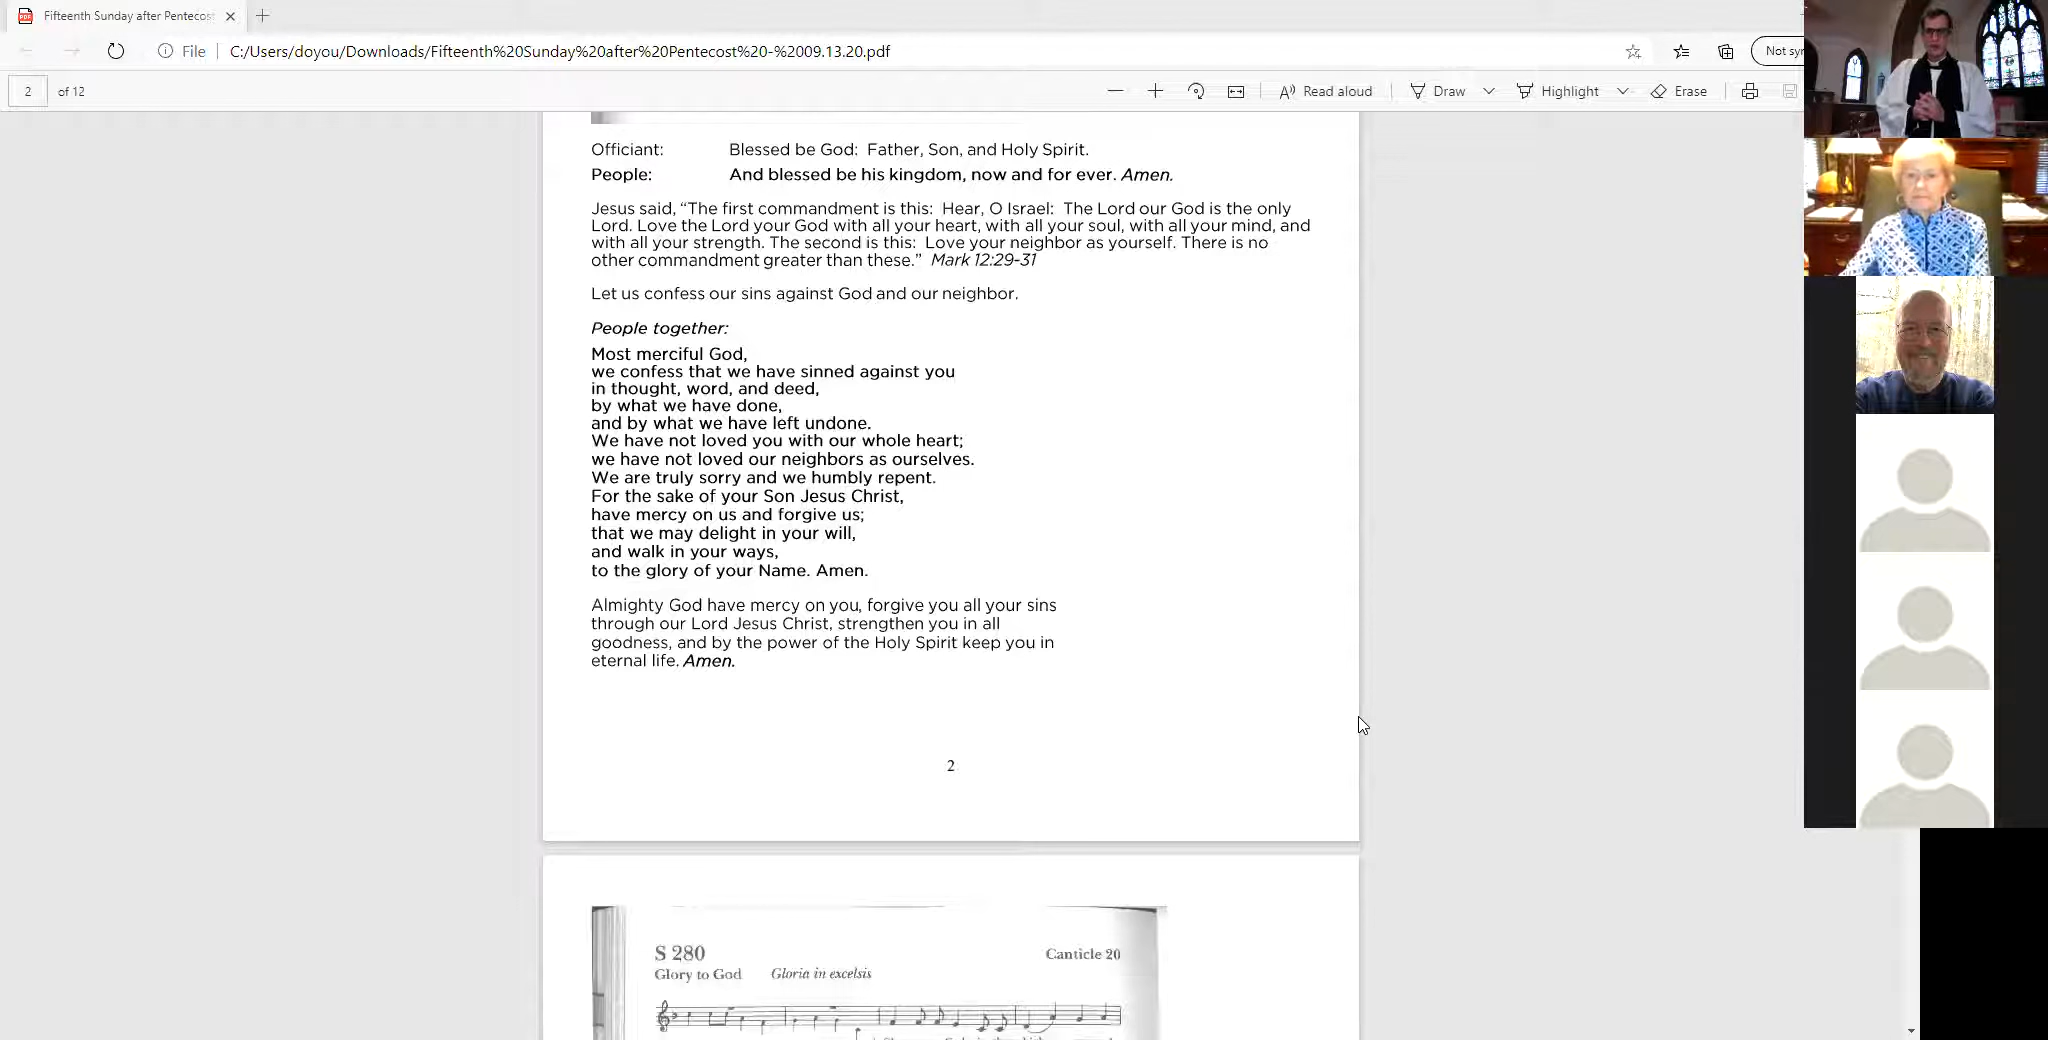 Fifteenth Sunday after Pentecost
File
C:/Users/doyou/Downloads/Fifteenth%20Sunday%20after%20Pentecost%20-%2009.13.20.pdf
Not
2 of 12
Read aloud
Draw
Highlight
Erase
Officiant: Blessed be God: Father, Son, and Holy Spirit.
People: And blessed be his kingdom, now and for ever. Amen.
Jesus said, “The first commandment is this: Hear, O Israel: The Lord our God is the only
Lord. Love the Lord your God with all your heart, with all your soul, with all your mind, and
with all your strength. The second is this: Love your neighbor as yourself. There is no
other commandment greater than these.” Mark 12:29-31
Let us confess our sins against God and our neighbor.
People together:
Most merciful God,
we confess that we have sinned against you
in thought, word, and deed,
by what we have done,
and by what we have left undone.
We have not loved you with our whole heart;
we have not loved our neighbors as ourselves.
We are truly sorry and we humbly repent.
For the sake of your Son Jesus Christ,
have mercy on us and forgive us;
that we may delight in your will,
and walk in your ways,
to the glory of your Name. Amen.
Almighty God have mercy on you, forgive you all your sins
through our Lord Jesus Christ, strengthen you in all
goodness, and by the power of the Holy Spirit keep you in
eternal life. Amen.
2
S 280 Canticle 20
Glory to God Gloria in excelsis